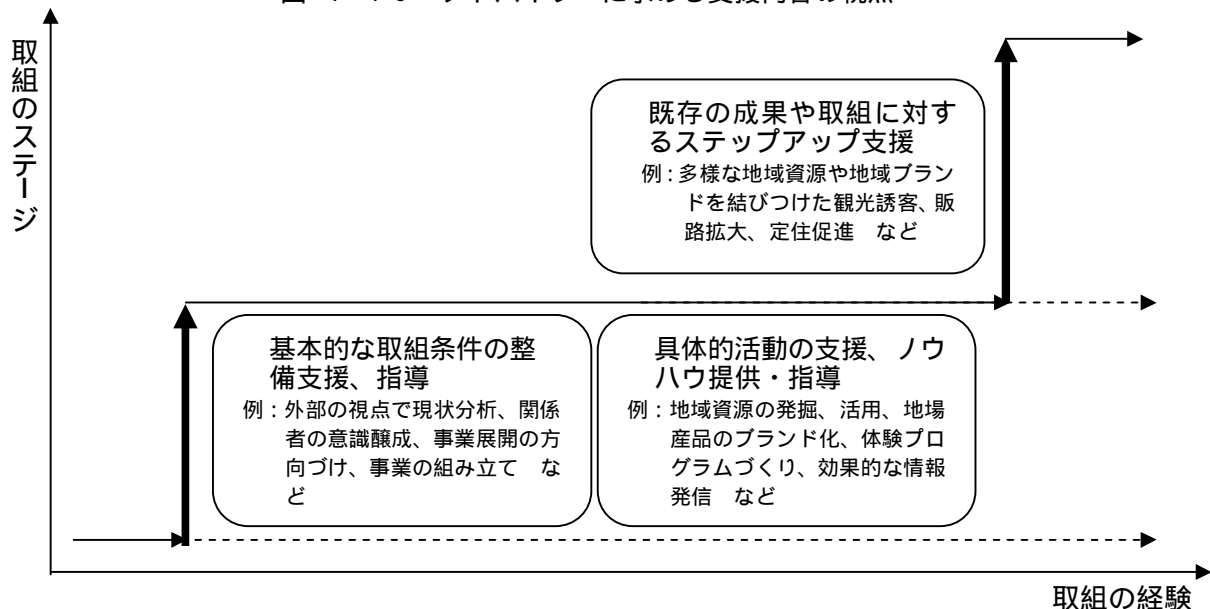 取組のステージ
既存の成果や取組に対す
るステップアップ支援
例：多様な地域資源や地域ブラン
ドを結びつけた観光誘客、販
路拡大、定住促進　など
基本的な取組条件の整
備支援、指導
例：外部の視点で現状分析、関係
者の意識醸成、事業展開の方
向づけ、事業の組み立て　な
ど
具体的活動の支援、ノウ
ハウ提供・指導
例：地域資源の発掘、活用、地場
産品のブランド化、体験プロ
グラムづくり、効果的な情報
発信　など
取組の経験